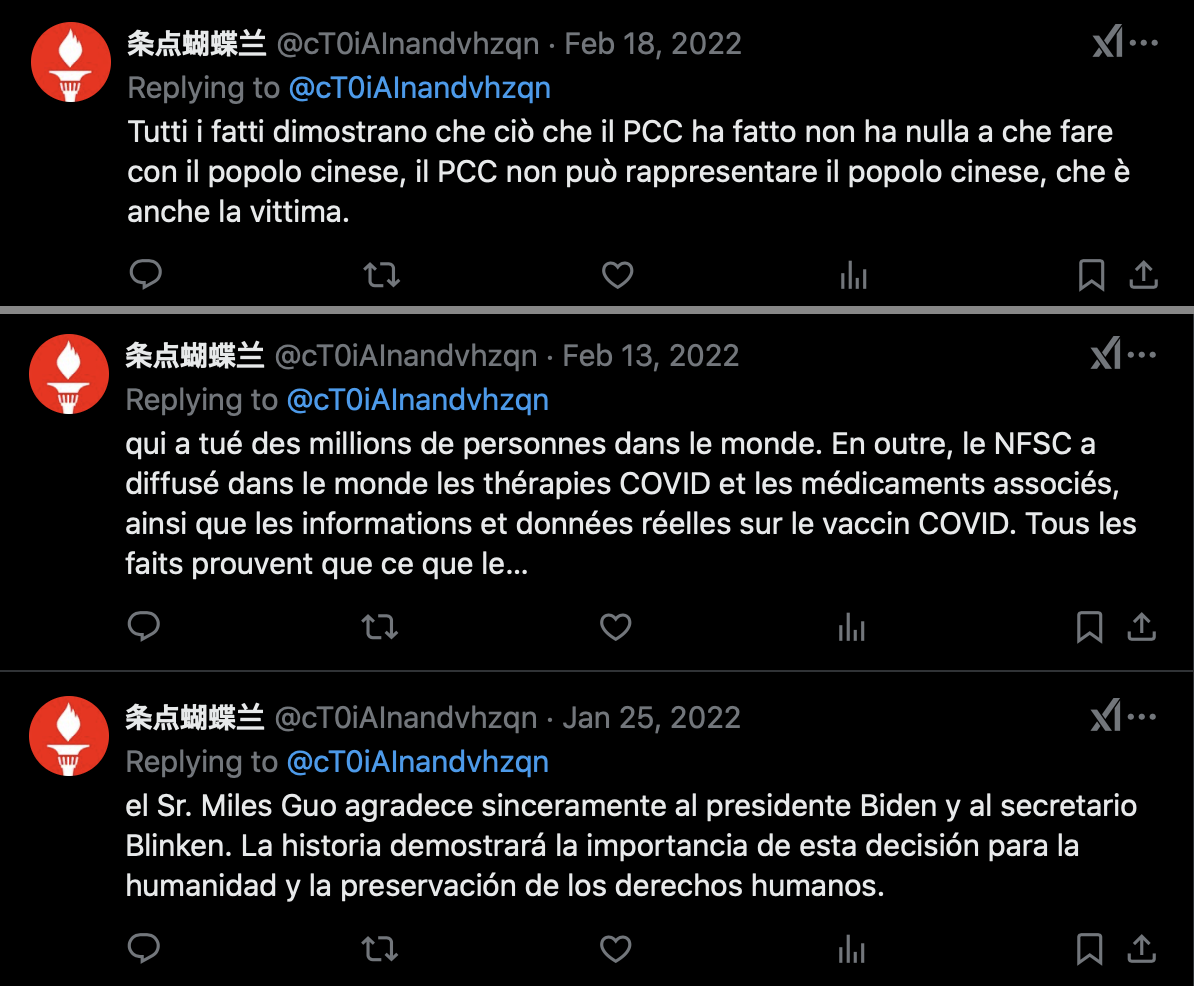 条点蝴蝶兰 @cT0iAInandvhzqn · Feb 18, 2022
Replying to @cT0iAInandvhzqn
Tutti i fatti dimostrano che ciò che il PCC ha fatto non ha nulla a che fare
con il popolo cinese, il PCC non può rappresentare il popolo cinese, che è
anche la vittima.
条点蝴蝶兰 @cT0iAInandvhzqn · Feb 13, 2022
Replying to @cT0iAInandvhzqn
qui a tué des millions de personnes dans le monde. En outre, le NFSC a
diffusé dans le monde les thérapies COVID et les médicaments associés,
ainsi que les informations et données réelles sur le vaccin COVID. Tous les
faits prouvent que ce que le...
条点蝴蝶兰 @cT0iAInandvhzqn · Jan 25, 2022
Replying to @cT0iAInandvhzqn
el Sr. Miles Guo agradece sinceramente al presidente Biden y al secretario
Blinken. La historia demostrará la importancia de esta decisión para la
humanidad y la preservación de los derechos humanos.